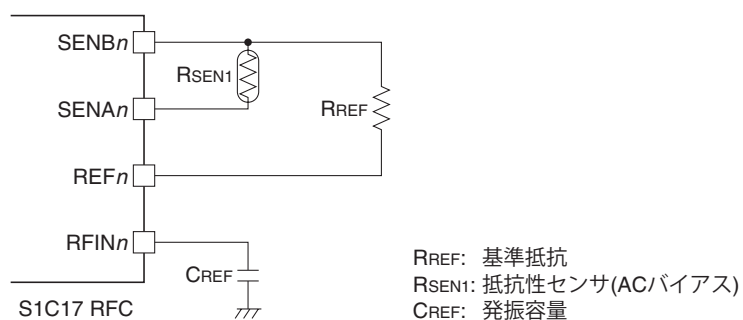 SENBn
RSEN1
SENAn
RREF
REFn
RFINn
CREF
S1C17 RFC
RREF: 基準抵抗
RSEN1: 抵抗性センサ(ACバイアス)
CREF: 発振容量